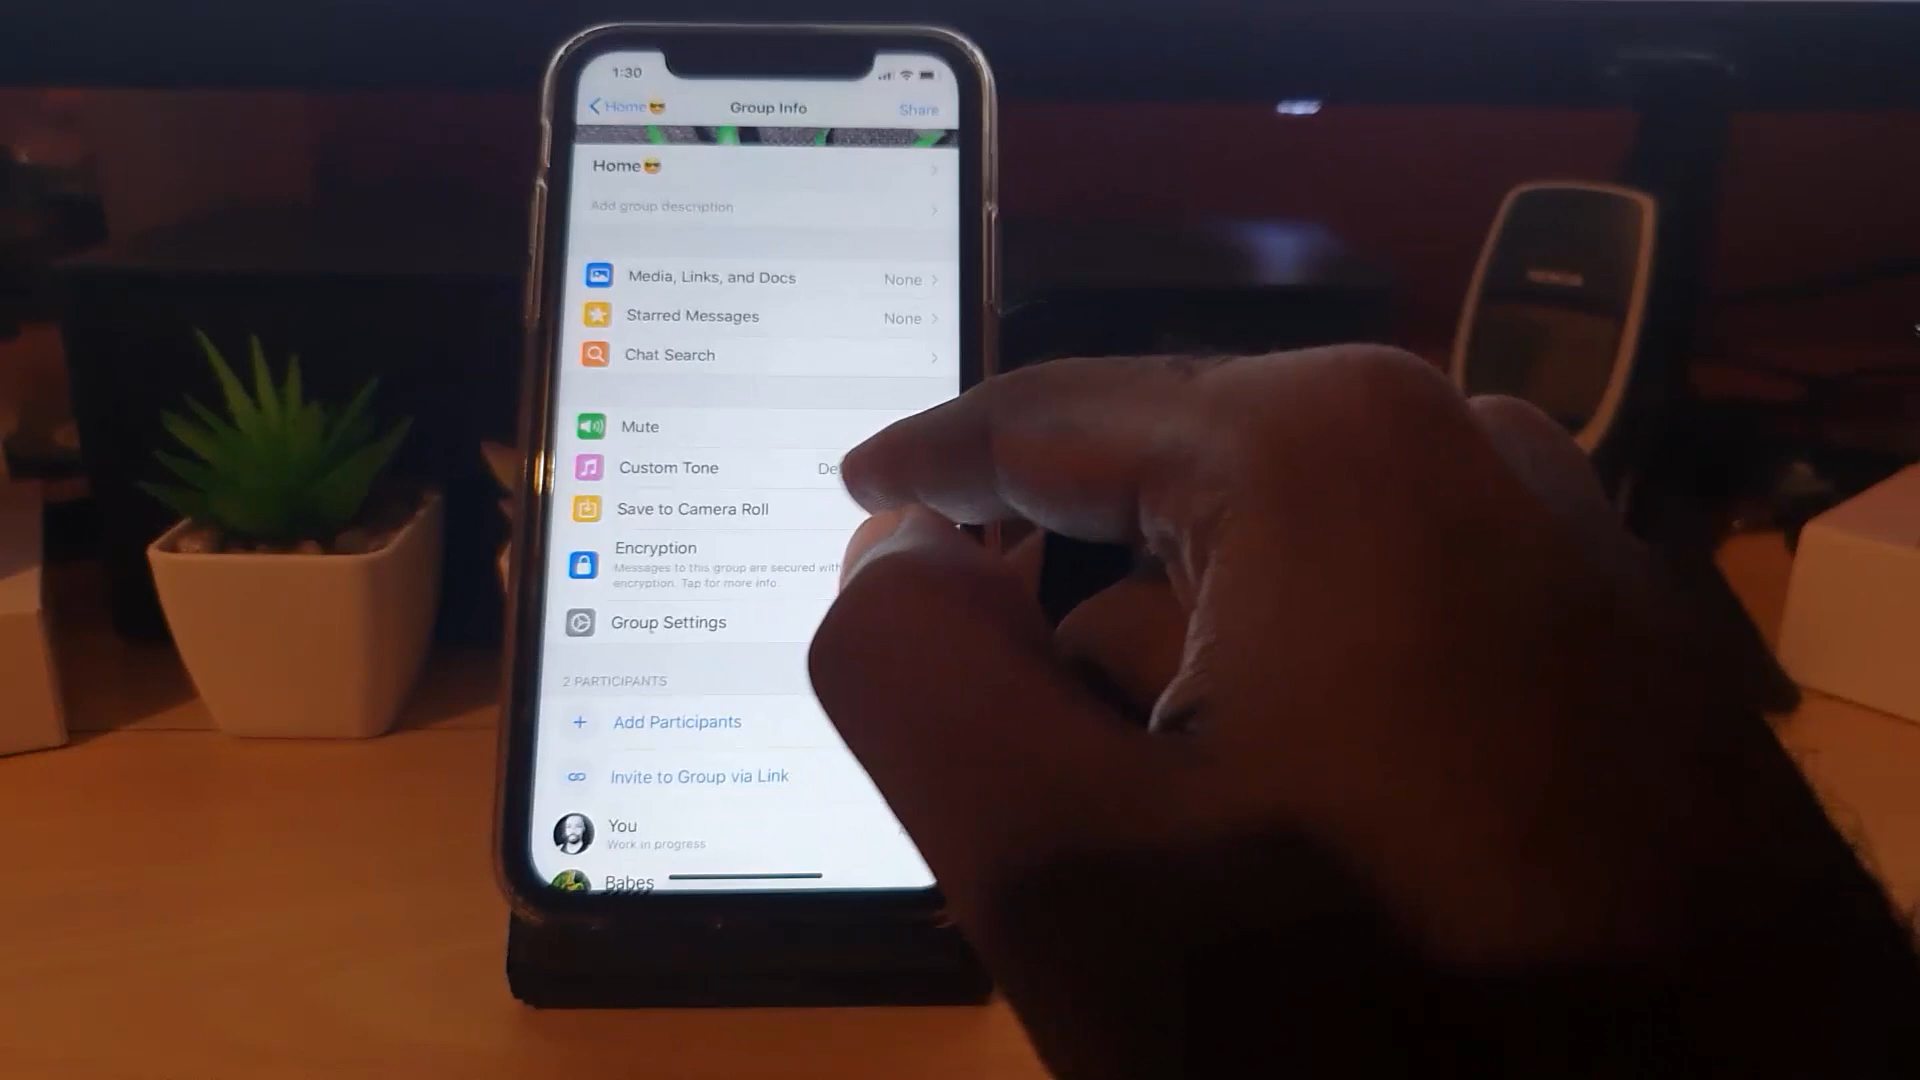 1:30
Home😎 Group Info Share
Home😎
Add group description
Media, Links, and Docs None
Starred Messages None
Chat Search
Mute
Custom Tone De
Save to Camera Roll
Encryption
Messages to this group are secured with
encryption. Tap for more info.
Group Settings
2 PARTICIPANTS
Add Participants
Invite to Group via Link
You
Work in progress
Babes
NOKIA